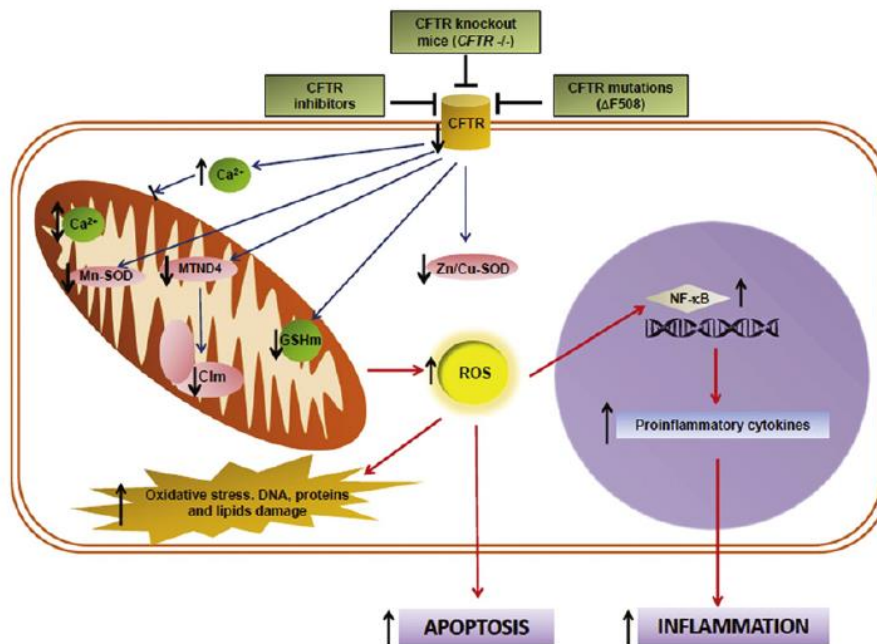 CFTR knockout
mice (CFTR -/-)
CFTR
inhibitors
CFTR mutations
(ΔF508)
CFTR
Ca²⁺
Ca²⁺
Mn-SOD
MTND4
Zn/Cu-SOD
NF-κB
GSHm
CIm
ROS
Proinflammatory cytokines
Oxidative stress. DNA, proteins
and lipids damage
APOPTOSIS
INFLAMMATION